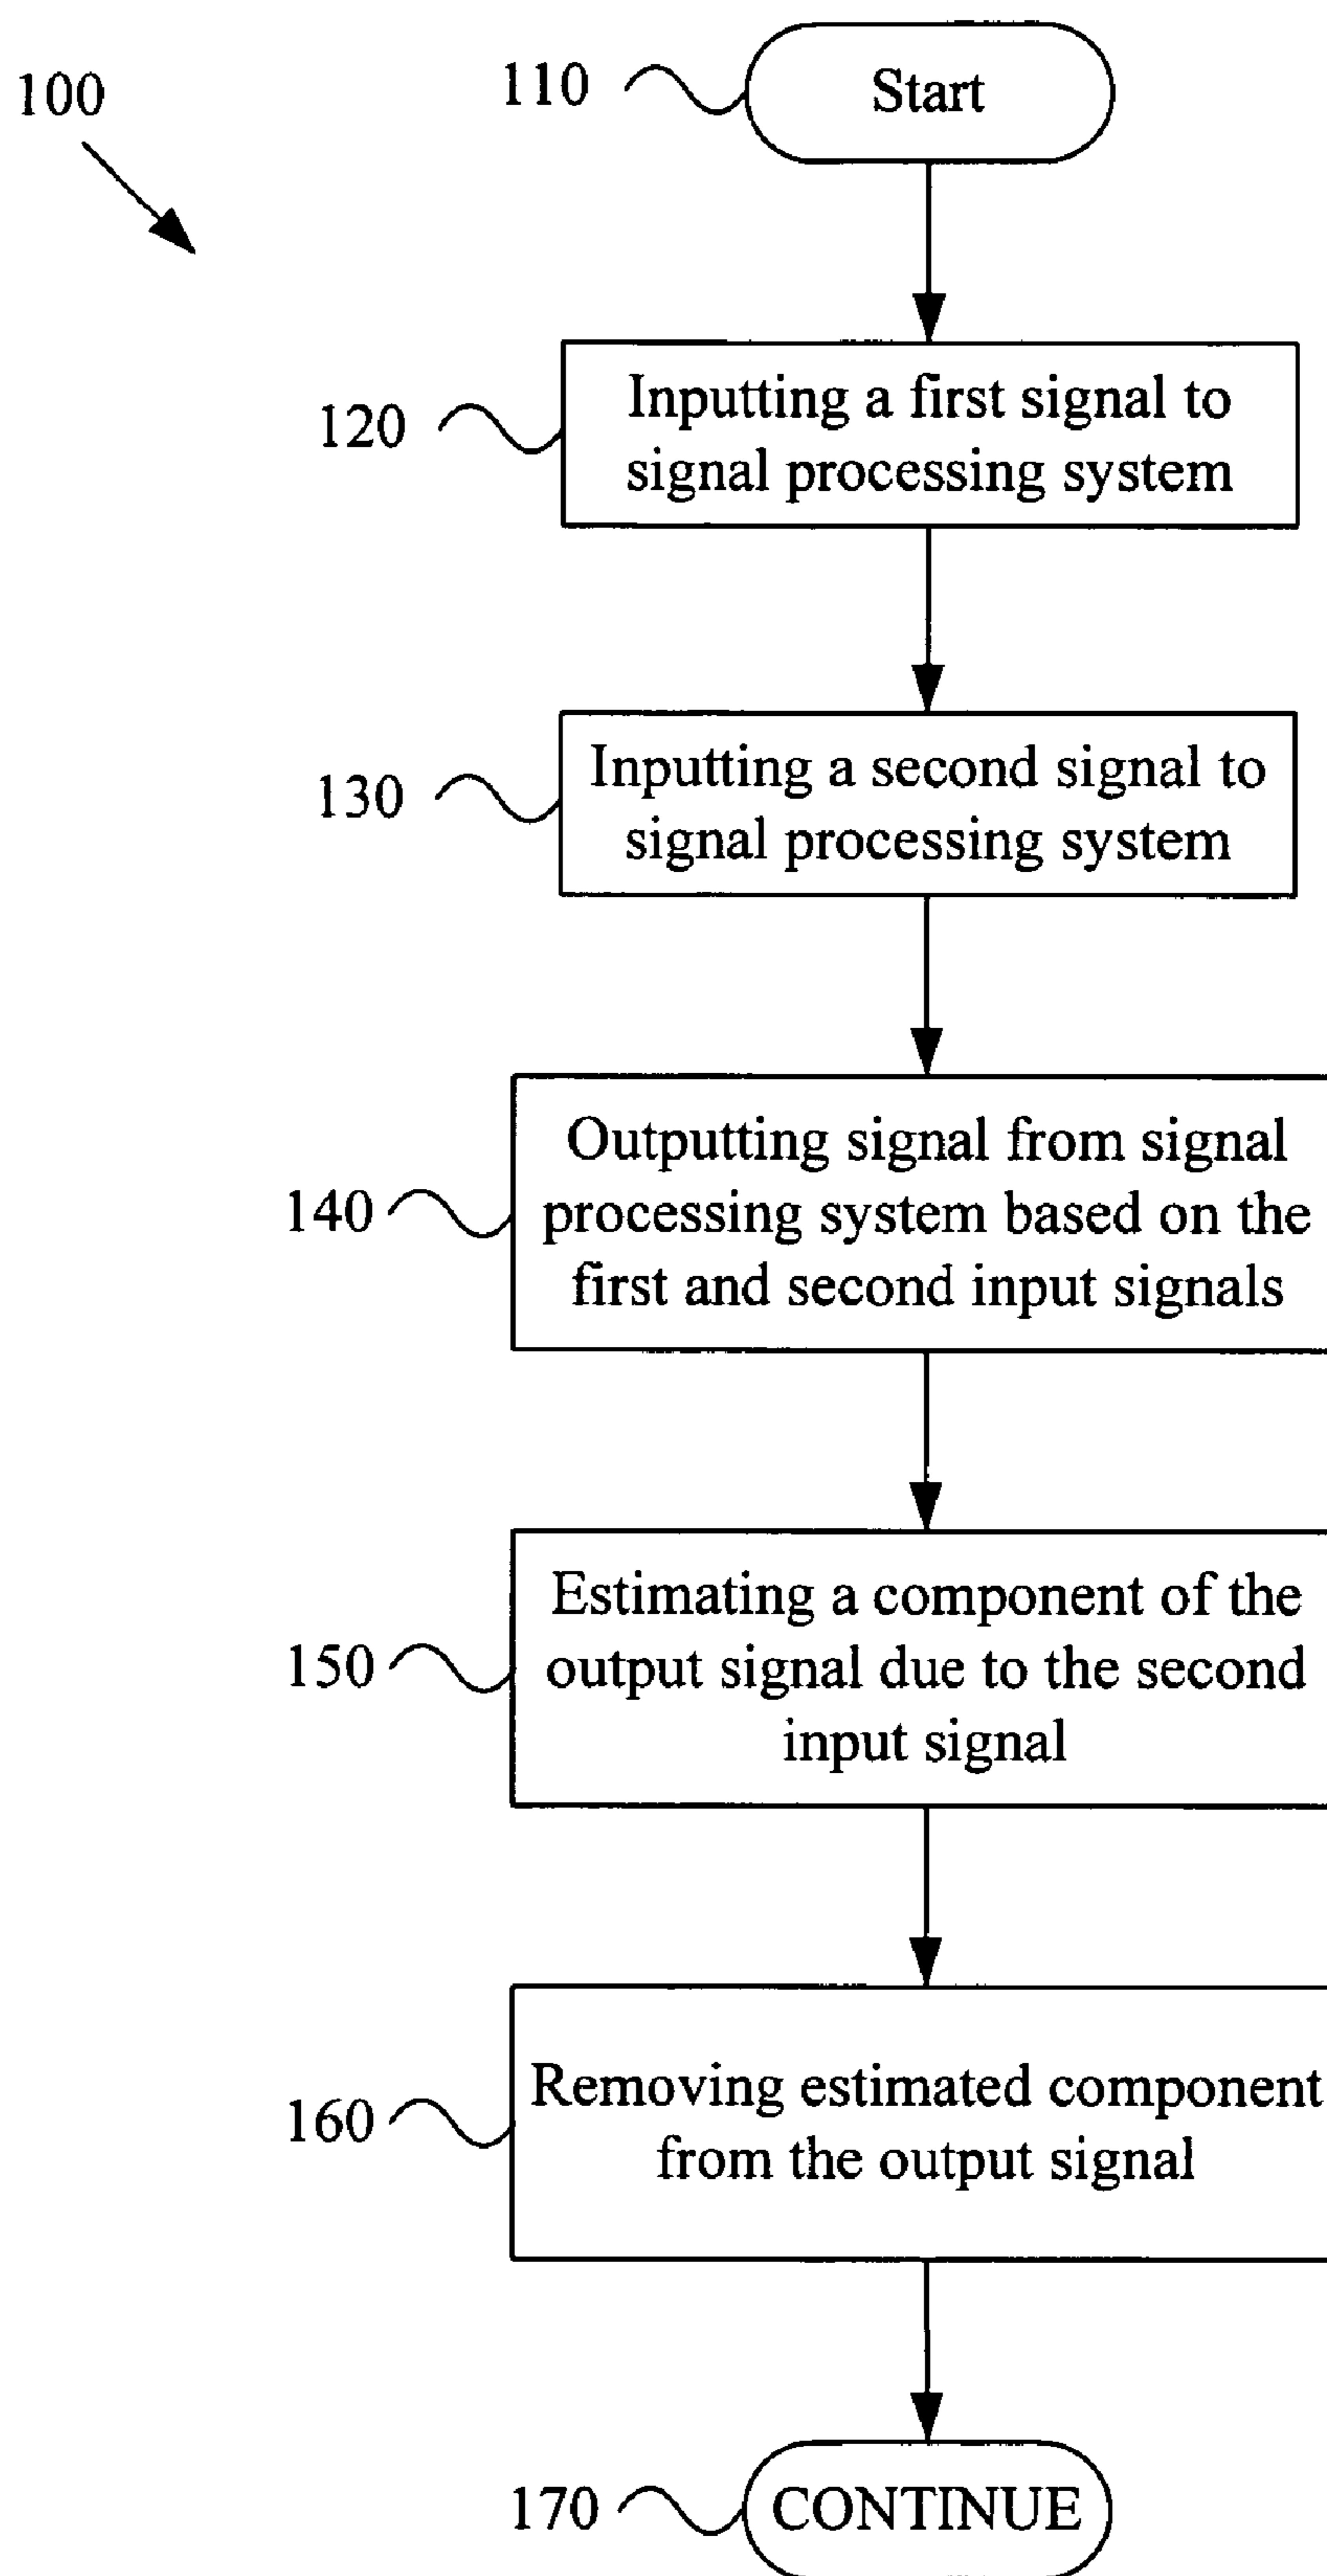 100
110
Start
120
Inputting a first signal to
signal processing system
130
Inputting a second signal to
signal processing system
140
Outputting signal from signal
processing system based on the
first and second input signals
150
Estimating a component of the
output signal due to the second
input signal
160
Removing estimated component
from the output signal
170
CONTINUE